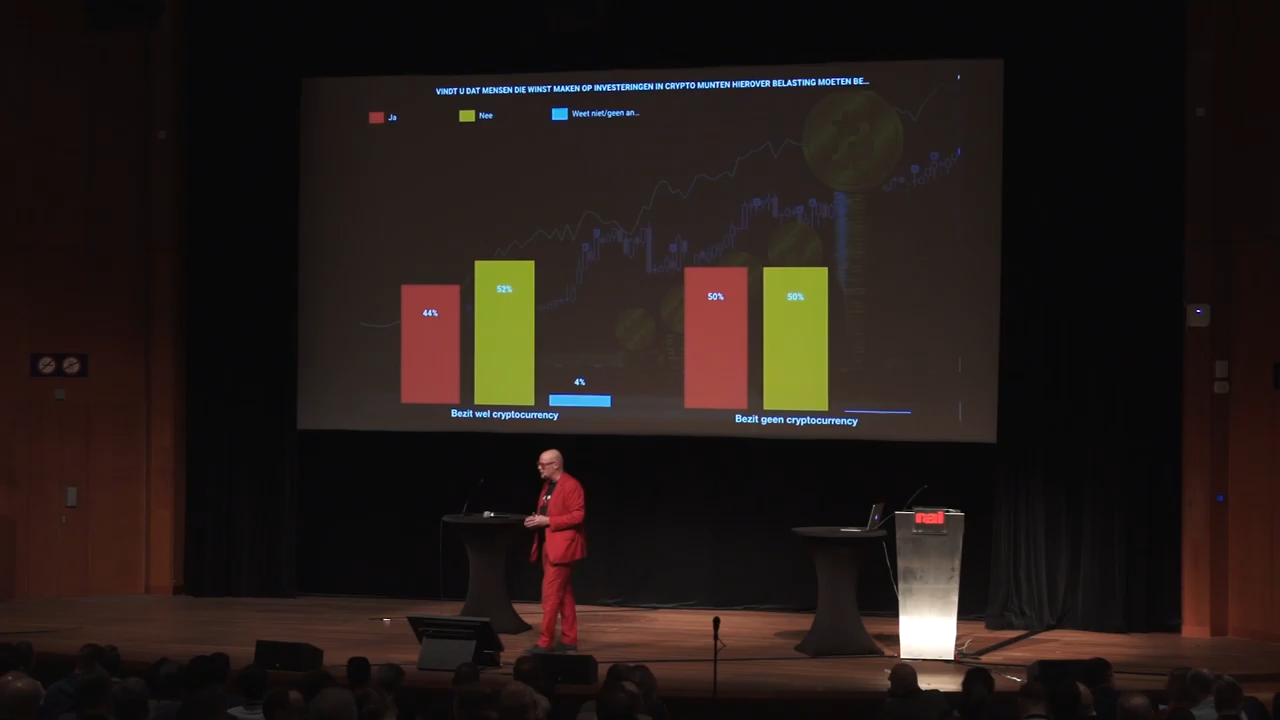 VINDT U DAT MENSEN DIE WINST MAKEN OP INVESTERINGEN IN CRYPTO MUNTEN HIEROVER BELASTING MOETEN BE...
Ja
Nee
Weet niet/geen an...
44%
52%
4%
50%
50%
Bezit wel cryptocurrency
Bezit geen cryptocurrency